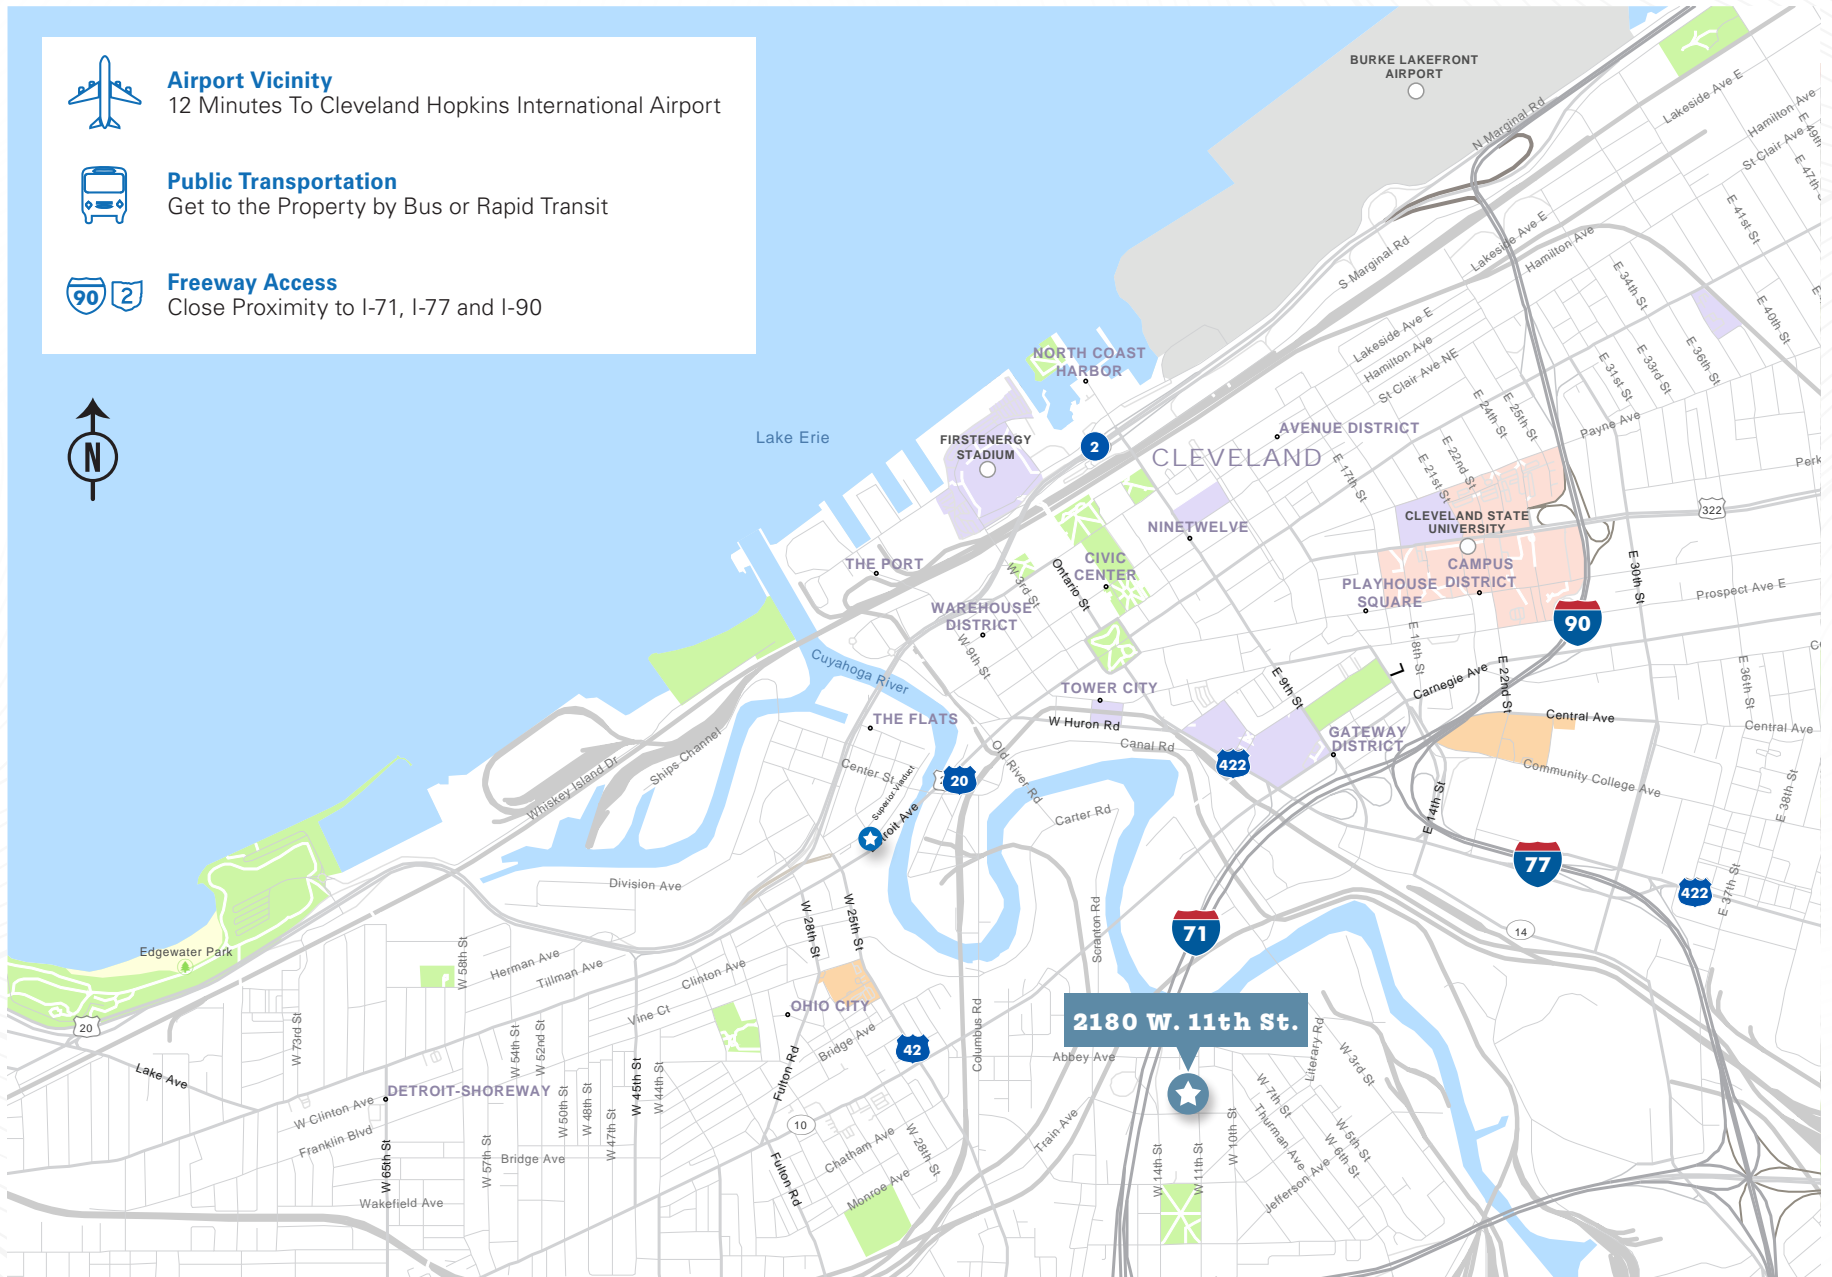 Airport Vicinity
12 Minutes To Cleveland Hopkins International Airport
Public Transportation
Get to the Property by Bus or Rapid Transit
90 2
Freeway Access
Close Proximity to I-71, I-77 and I-90
N
BURKE LAKEFRONT
AIRPORT
N Marginal Rd
Lakeside Ave E
Hamilton Ave
St Clair Ave
E 49th
E 47th
E 41st St
S Marginal Rd
Lakeside Ave E
Hamilton Ave
E 34th St
E 40th St
NORTH COAST
HARBOR
Lakeside Ave E
Hamilton Ave
St Clair Ave NE
E 31st St
E 33rd St
E 36th St
E 24th St
E 25th St
Payne Ave
Lake Erie
FIRSTENERGY
STADIUM
2
AVENUE DISTRICT
CLEVELAND
E 17th St
E 21st St
E 22nd St
Perk
322
NINETWELVE
CLEVELAND STATE
UNIVERSITY
THE PORT
W 3rd St
Ontario St
CIVIC
CENTER
CAMPUS
DISTRICT
PLAYHOUSE
SQUARE
E 30th St
Prospect Ave E
WAREHOUSE
DISTRICT
W 9th St
90
E 18th St
Cuyahoga River
TOWER CITY
E 9th St
Carnegie Ave
E 22nd St
E 36th St
THE FLATS
W Huron Rd
Canal Rd
GATEWAY
DISTRICT
Central Ave
Central Ave
Ships Channel
Whiskey Island Dr
Center St
Superior Viaduct
troit Ave
20
Old River Rd
422
Carter Rd
E 14th St
Community College Ave
E 38th St
77
422
E 37th St
Division Ave
W 28th St
W 25th St
Scranton Rd
71
14
Edgewater Park
W 58th St
Herman Ave
Tillman Ave
Clinton Ave
Vine Ct
OHIO CITY
Bridge Ave
42
Columbus Rd
2180 W. 11th St.
Abbey Ave
Literary Rd
W 3rd St
20
Lake Ave
W 73rd St
W 54th St
W 52nd St
W 45th St
W 44th St
Fulton Rd
DETROIT-SHOREWAY
W Clinton Ave
Franklin Blvd
W 50th St
W 48th St
W 47th St
10
Chatham Ave
W 28th St
Train Ave
W 7th St
Thurman Ave
W 10th St
W 5th St
W 6th St
W 65th St
W 57th St
Bridge Ave
Fulton Rd
Monroe Ave
W 14th St
W 11th St
Jefferson Ave
Wakefield Ave